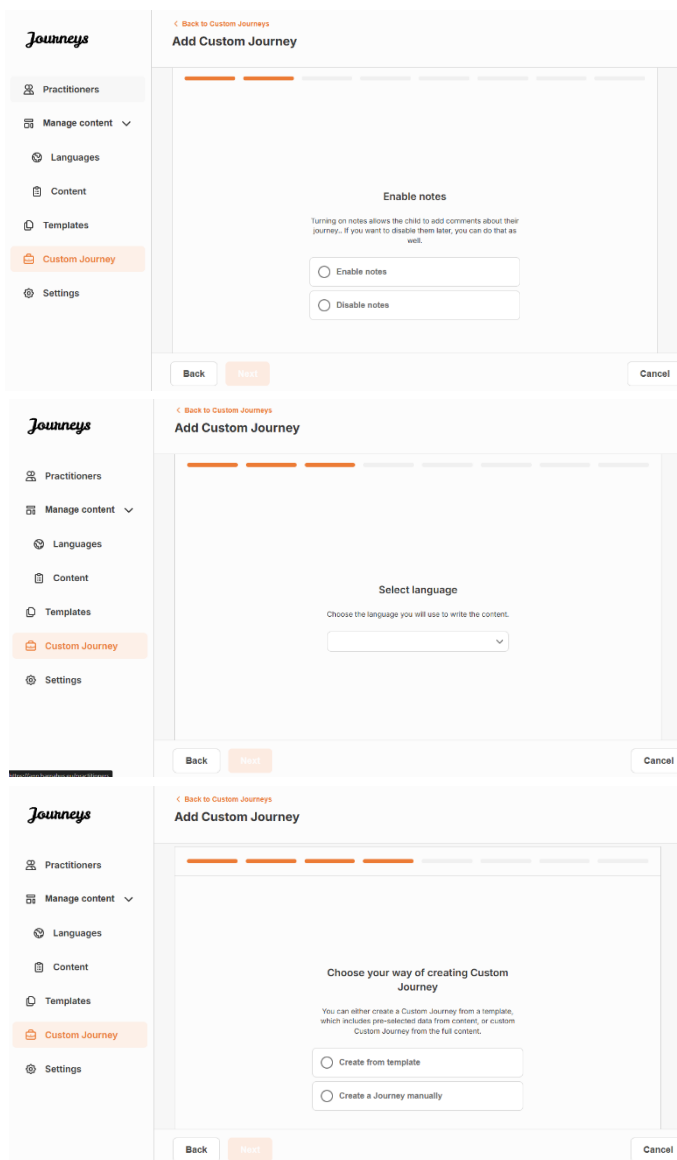 Journeys
Back to Custom Journeys
Add Custom Journey
Practitioners
Manage content
Languages
Content
Templates
Custom Journey
Settings
Enable notes
Turning on notes allows the child to add comments about their
journey.. If you want to disable them later, you can do that as
well.
Enable notes
Disable notes
Back
Next
Cancel
Journeys
Back to Custom Journeys
Add Custom Journey
Practitioners
Manage content
Languages
Content
Templates
Custom Journey
Settings
Select language
Choose the language you will use to write the content.
Back
Next
Cancel
Journeys
Back to Custom Journeys
Add Custom Journey
Practitioners
Manage content
Languages
Content
Templates
Custom Journey
Settings
Choose your way of creating Custom
Journey
You can either create a Custom Journey from a template,
which includes pre-selected data from content, or custom
Custom Journey from the full content.
Create from template
Create a Journey manually
Back
Next
Cancel